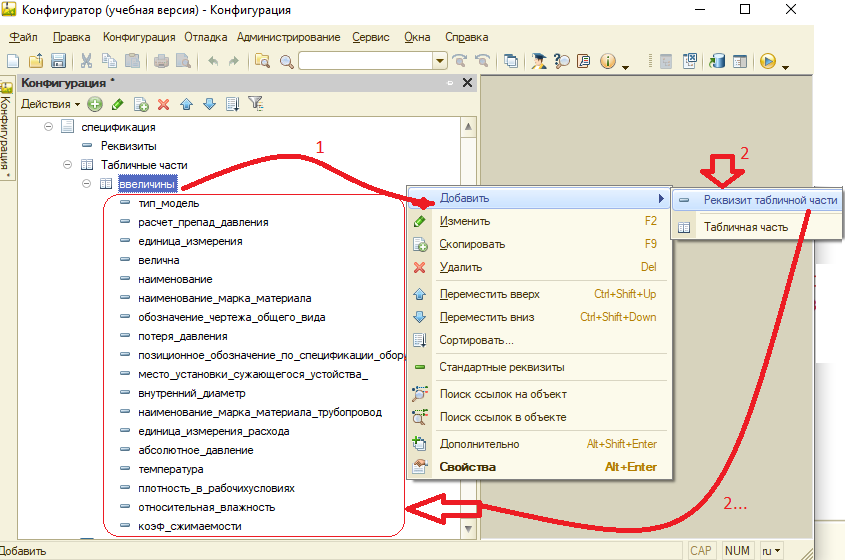 Конфигуратор (учебная версия) - Конфигурация
Файл Правка Конфигурация Отладка Администрирование Сервис Окна Справка
Конфигурация *
Действия
Конфигурация *
спецификация
Реквизиты
Табличные части
ввеличины
тип_модель
расчет_препад_давления
единица_измерения
велична
наименование
наименование_марка_материала
обозначение_чертежа_общего_вида
потеря_давления
позиционное_обозначение_по_спецификации_обор
место_установки_сужающегося_устойства_
внутренний_диаметр
наименование_марка_материала_трубопровод
единица_измерения_расхода
абсолютное_давление
температура
плотность_в_рабочихусловиях
относительная_влажность
коэф_сжимаемости
1
Добавить
Изменить F2
Скопировать F9
Удалить Del
Переместить вверх Ctrl+Shift+Up
Переместить вниз Ctrl+Shift+Down
Сортировать...
Стандартные реквизиты
Поиск ссылок на объект
Поиск ссылок в объекте
Дополнительно Alt+Shift+Enter
Свойства Alt+Enter
2
Реквизит табличной части
Табличная часть
2...
Добавить
CAP NUM ru